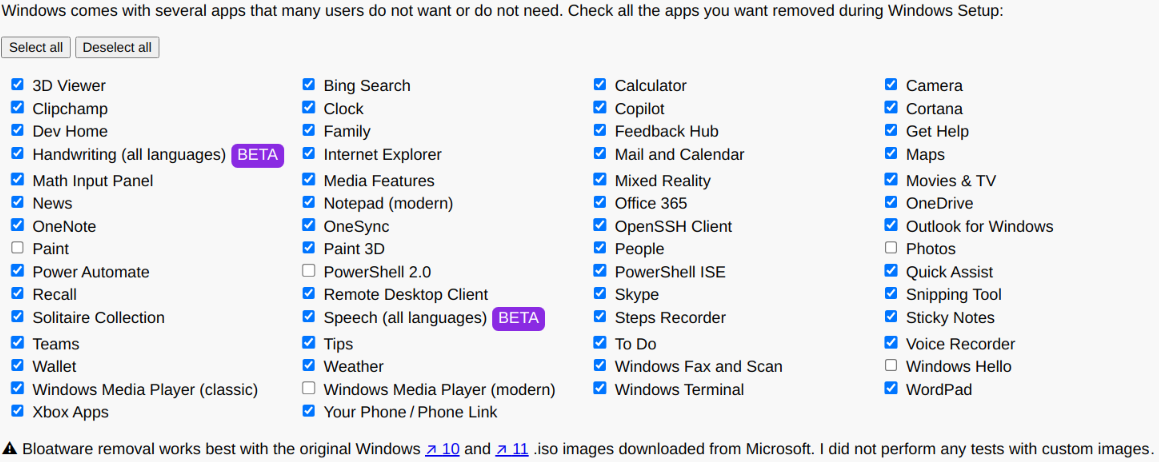 Windows comes with several apps that many users do not want or do not need. Check all the apps you want removed during Windows Setup:
Select all Deselect all
3D Viewer Bing Search Calculator Camera
Clipchamp Clock Copilot Cortana
Dev Home Family Feedback Hub Get Help
Handwriting (all languages) BETA Internet Explorer Mail and Calendar Maps
Math Input Panel Media Features Mixed Reality Movies & TV
News Notepad (modern) Office 365 OneDrive
OneNote OneSync OpenSSH Client Outlook for Windows
Paint Paint 3D People Photos
Power Automate PowerShell 2.0 PowerShell ISE Quick Assist
Recall Remote Desktop Client Skype Snipping Tool
Solitaire Collection Speech (all languages) BETA Steps Recorder Sticky Notes
Teams Tips To Do Voice Recorder
Wallet Weather Windows Fax and Scan Windows Hello
Windows Media Player (classic) Windows Media Player (modern) Windows Terminal WordPad
Xbox Apps Your Phone / Phone Link
⚠ Bloatware removal works best with the original Windows ↗ 10 and ↗ 11 .iso images downloaded from Microsoft. I did not perform any tests with custom images.